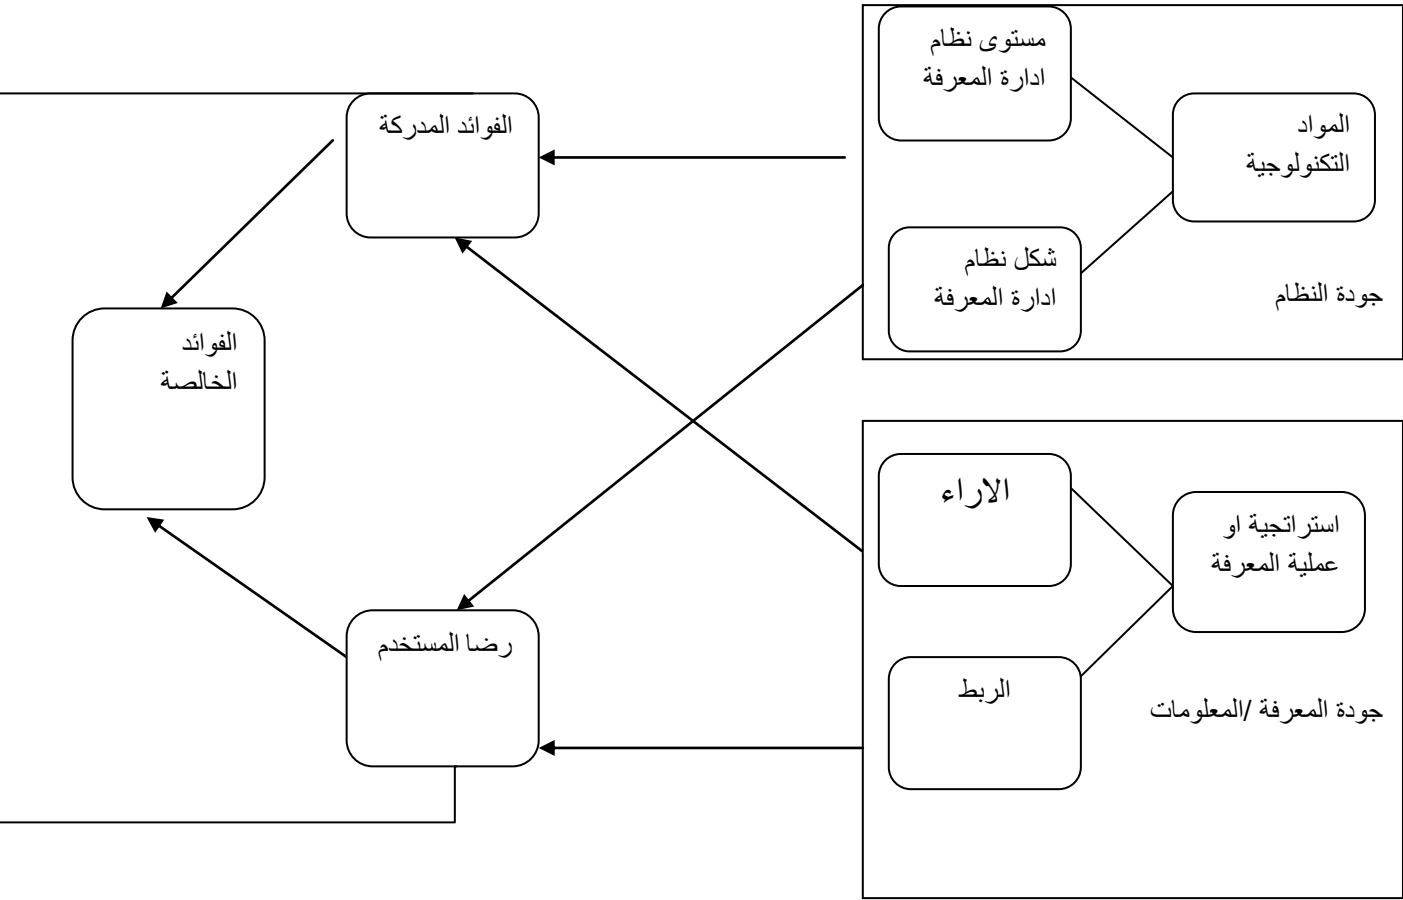 مستوى نظام
ادارة المعرفة
المواد
التكنولوجية
شكل نظام
ادارة المعرفة
جودة النظام
الفوائد المدركة
الفوائد
الخالصة
الاراء
استراتجية او
عملية المعرفة
الربط
جودة المعرفة /المعلومات
رضا المستخدم